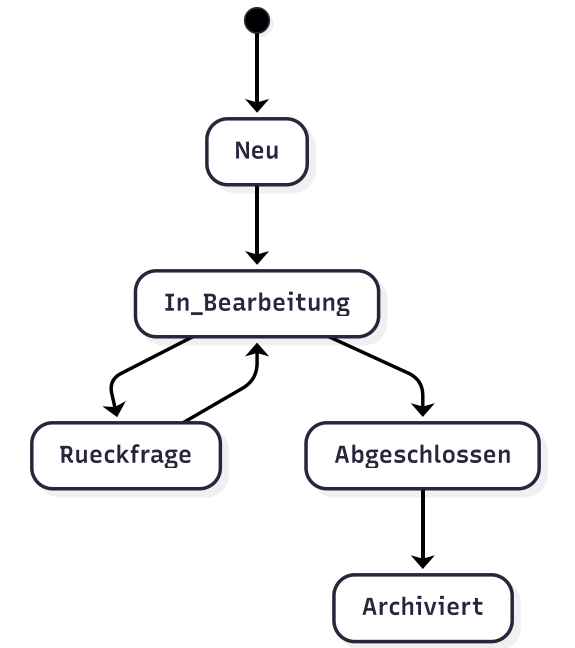 Neu
In_Bearbeitung
Rueckfrage
Abgeschlossen
Archiviert